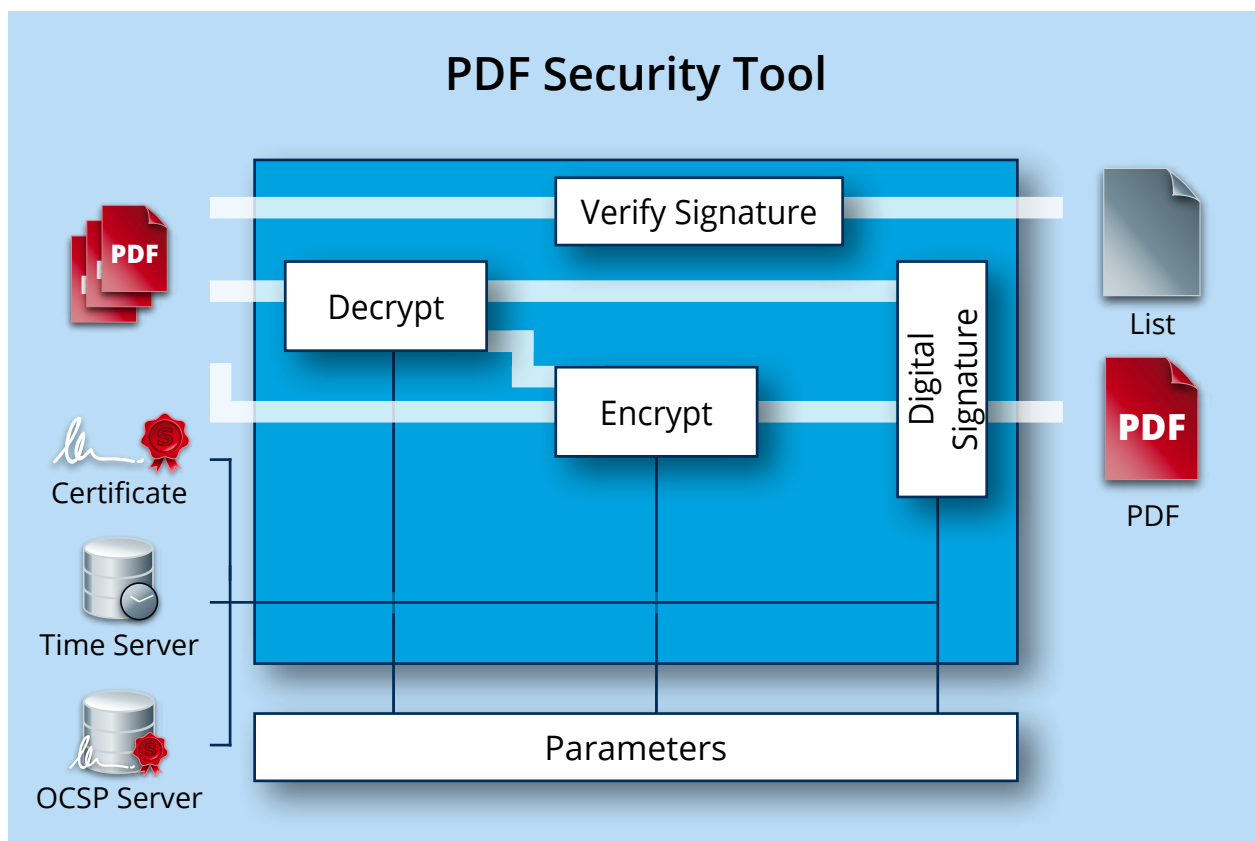 PDF Security Tool
Verify Signature
PDF
Decrypt
Digital
Signature
List
Encrypt
PDF
Certificate
PDF
Time Server
Parameters
OCSP Server